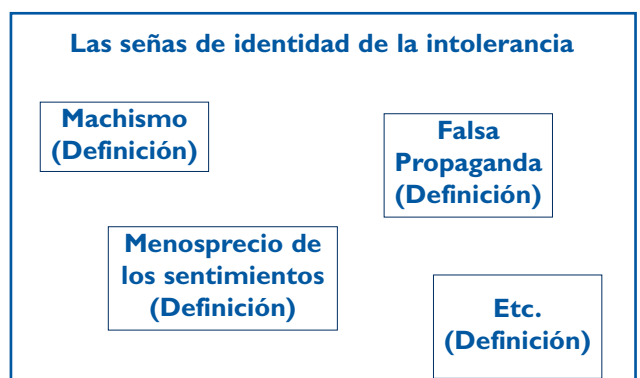 Las señas de identidad de la intolerancia
Machismo
(Definición)
Falsa
Propaganda
(Definición)
Menosprecio de
los sentimientos
(Definición)
Etc.
(Definición)